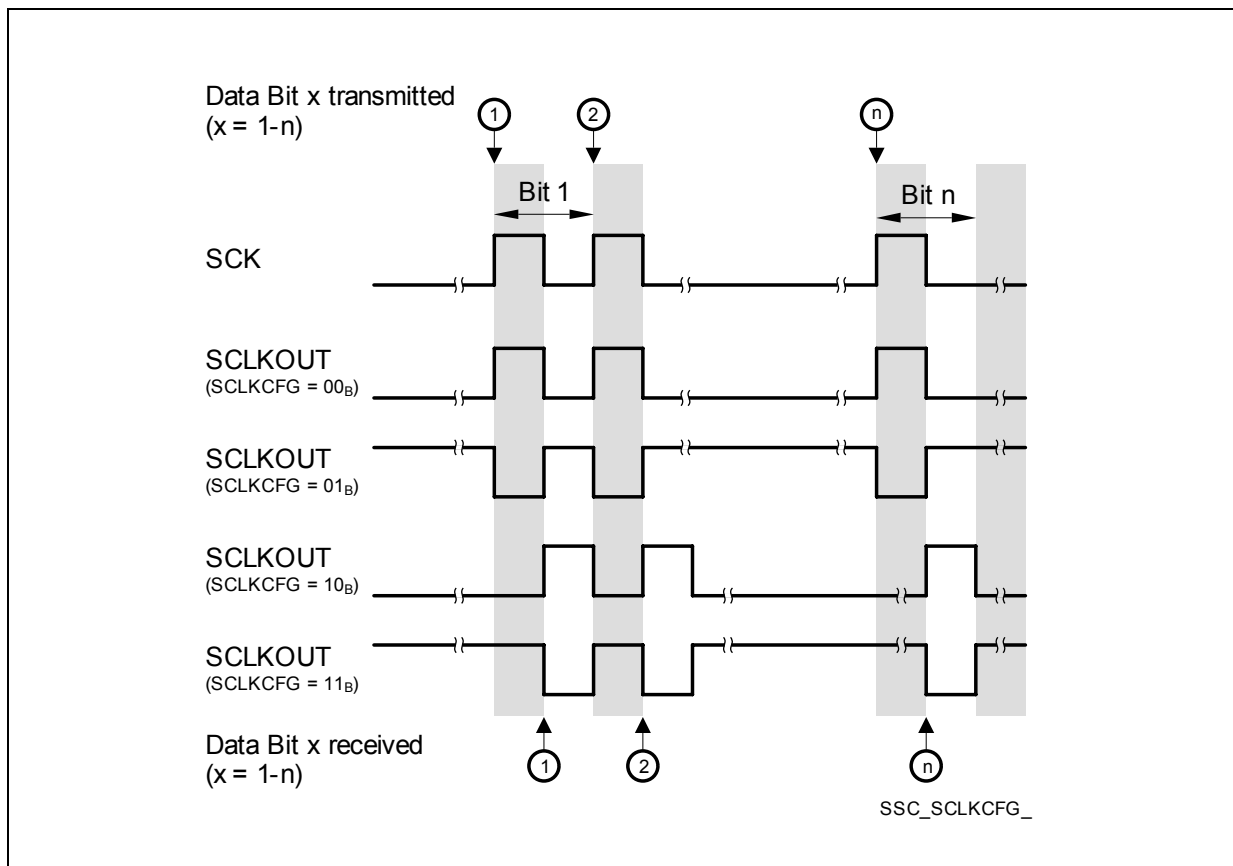 Data Bit x transmitted
(x = 1-n)
1
2
n
Bit 1
Bit n
SCK
SCLKOUT
(SCLKCFG = 00B)
SCLKOUT
(SCLKCFG = 01B)
SCLKOUT
(SCLKCFG = 10B)
SCLKOUT
(SCLKCFG = 11B)
Data Bit x received
(x = 1-n)
1
2
n
SSC_SCLKCFG_